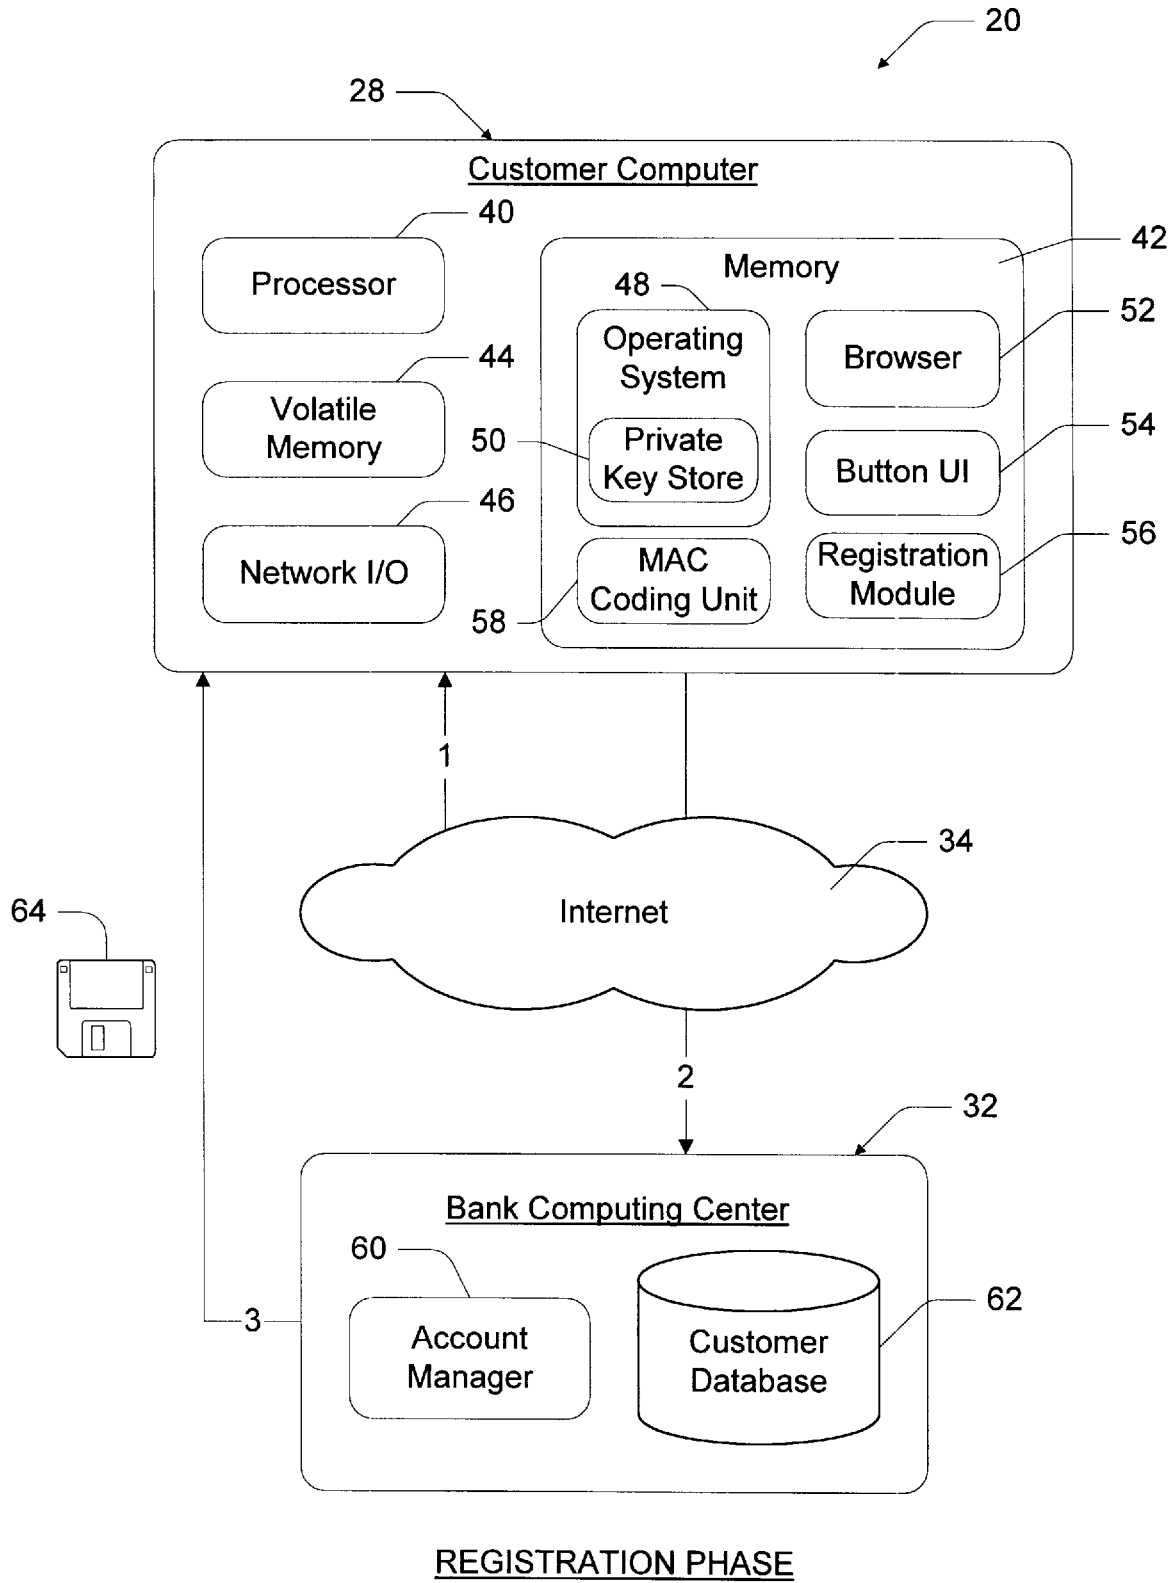 20
28
Customer Computer
40
Processor
42
Memory
48
Operating
System
52
Browser
44
Volatile
Memory
50
Private
Key Store
54
Button UI
46
Network I/O
58
MAC
Coding Unit
56
Registration
Module
1
34
Internet
64
2
32
Bank Computing Center
60
Account
Manager
62
Customer
Database
3
REGISTRATION PHASE